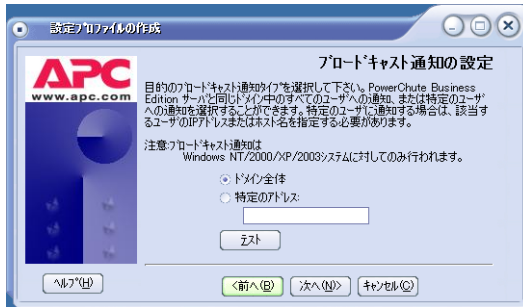 設定ﾌﾟﾛﾌｧｲﾙの作成
APC
www.apc.com
ﾌﾞﾛｰﾄﾞｷｬｽﾄ通知の設定
目的のﾌﾞﾛｰﾄﾞｷｬｽﾄ通知ﾀｲﾌﾟを選択して下さい。PowerChute Business
Edition ｻｰﾊﾞと同じﾄﾞﾒｲﾝ中のすべてのﾕｰｻﾞへの通知、または特定のﾕｰｻﾞ
への通知を選択することができます。特定のﾕｰｻﾞに通知する場合は、該当す
るﾕｰｻﾞのIPｱﾄﾞﾚｽまたはﾎｽﾄ名を指定する必要があります。
注意:ﾌﾞﾛｰﾄﾞｷｬｽﾄ通知は
Windows NT/2000/XP/2003ｼｽﾃﾑに対してのみ行われます。
ﾄﾞﾒｲﾝ全体
特定のｱﾄﾞﾚｽ:
ﾃｽﾄ
ﾍﾙﾌﾟ(H)
<前へ(B)
次へ(N)>
ｷｬﾝｾﾙ(C)